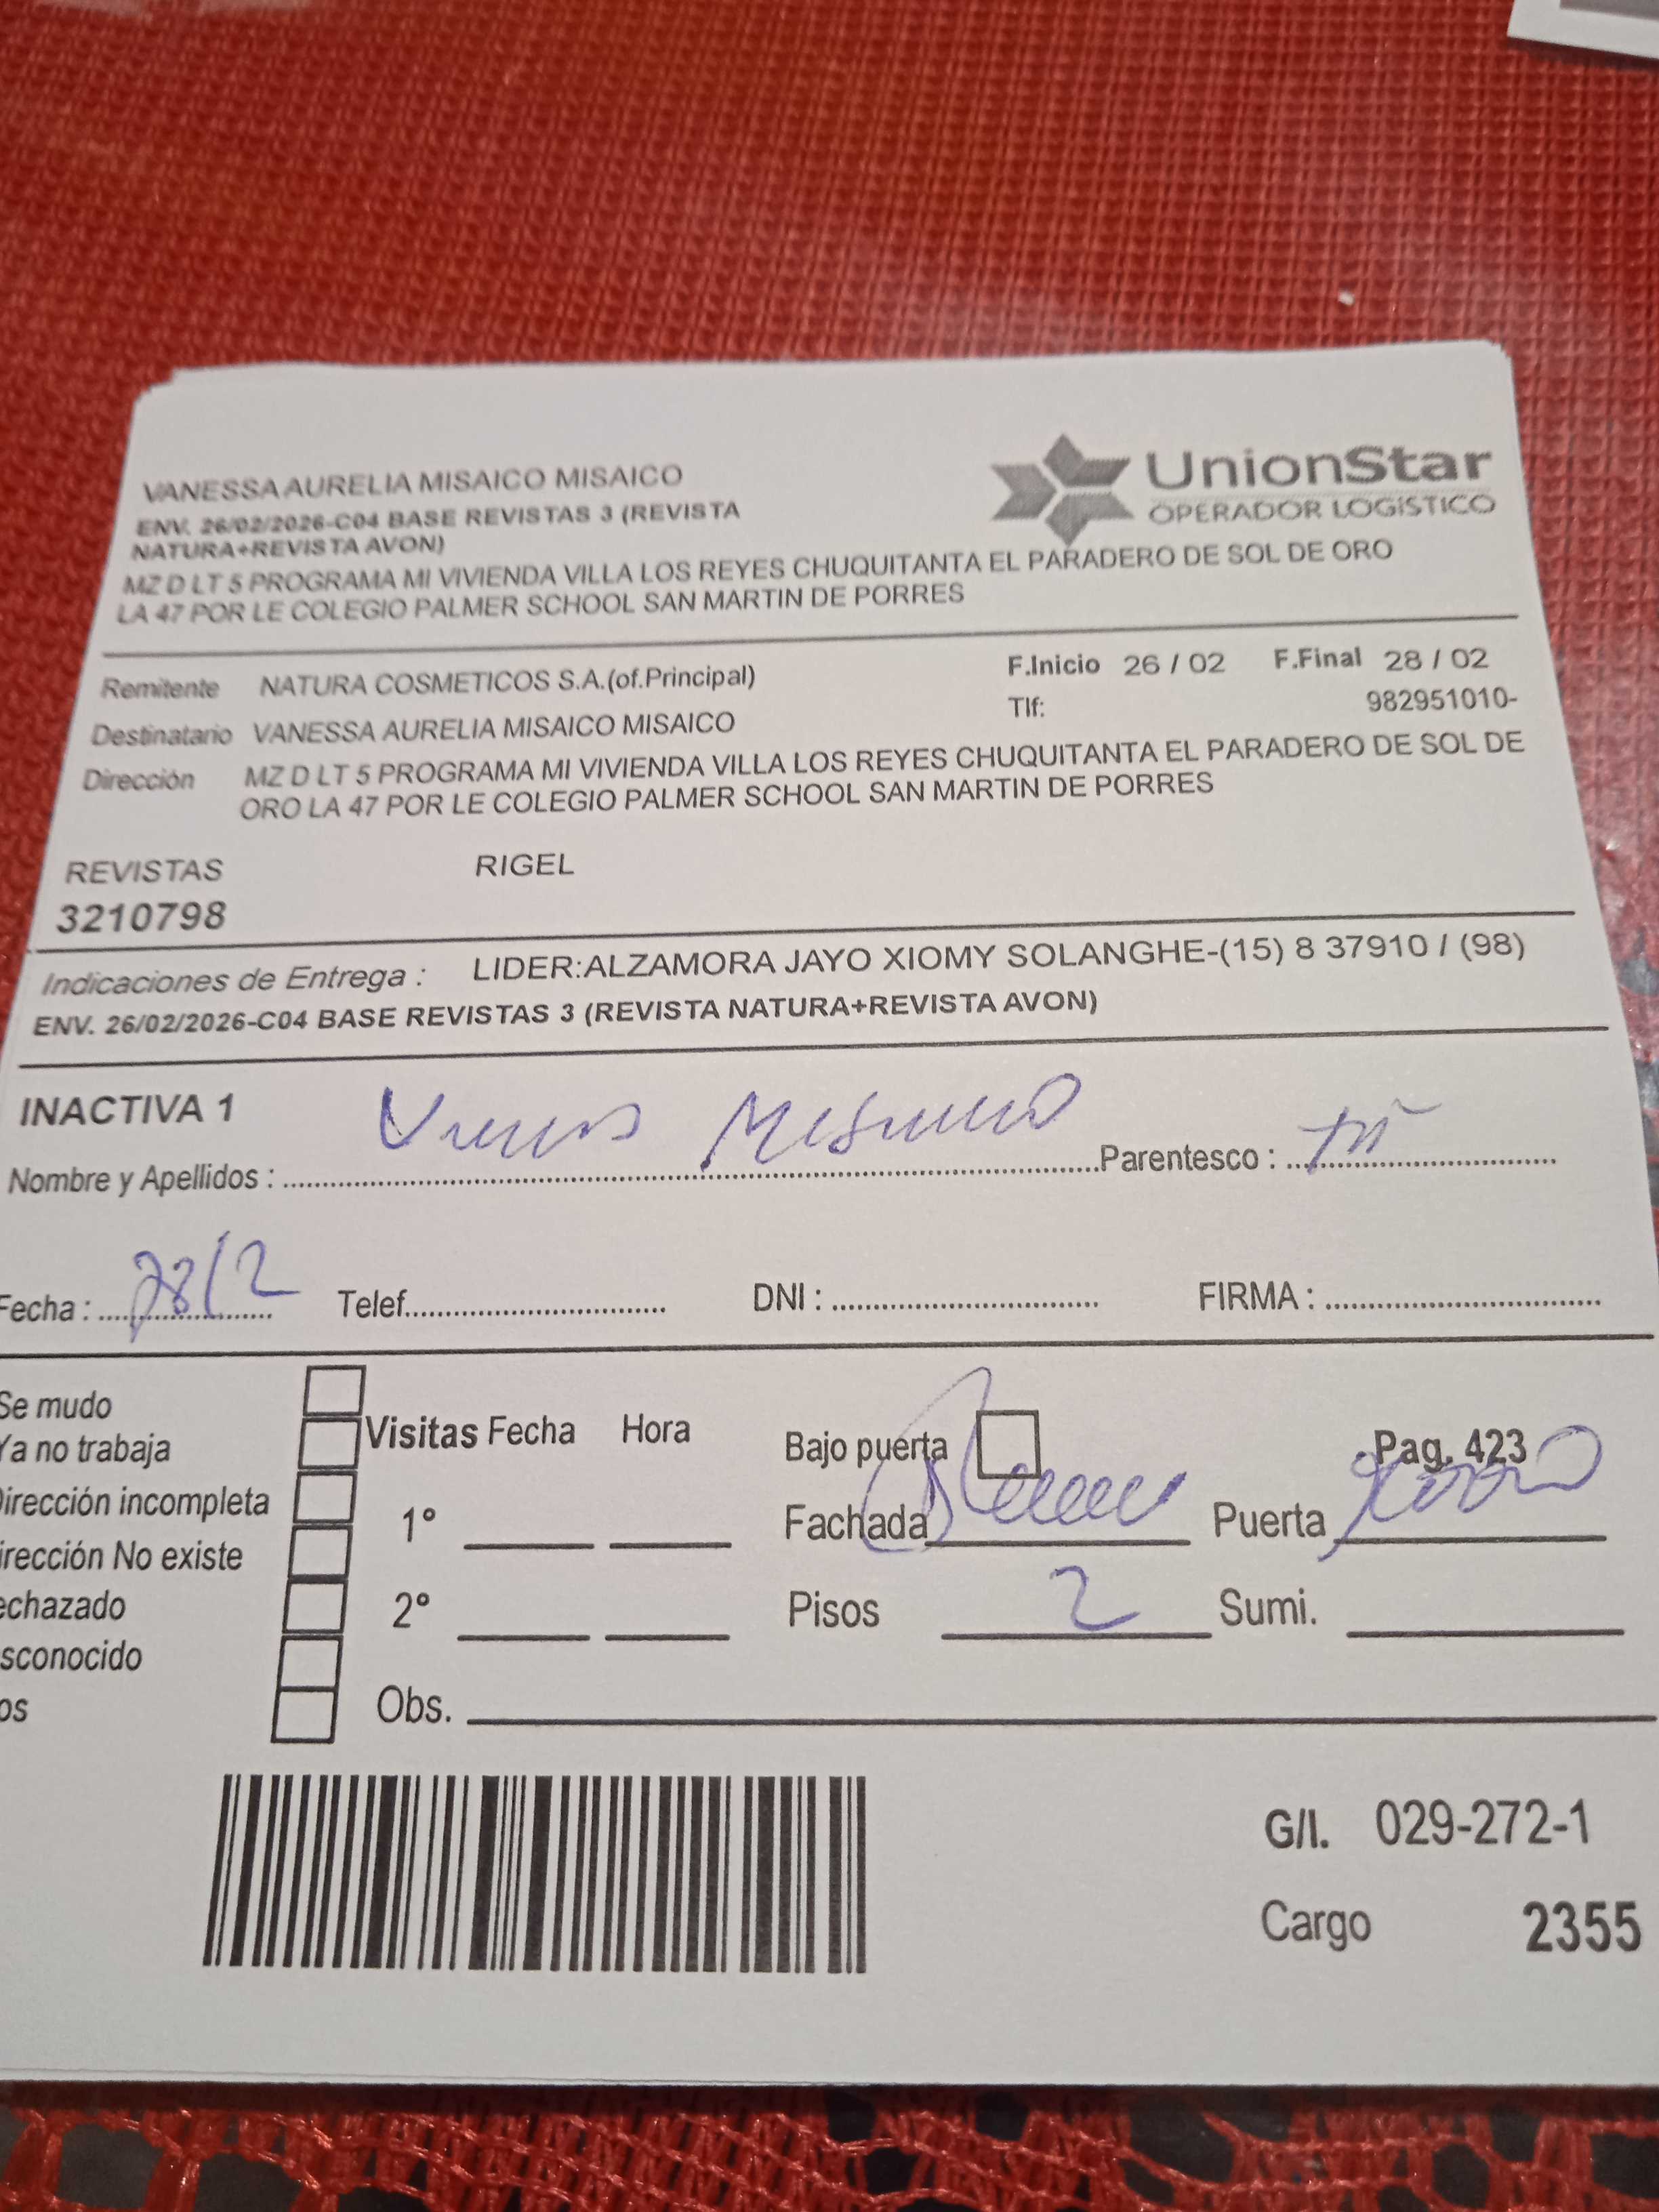 VANESSA AURELIA MISAICO MISAICO
ENV. 26/02/2026-C04 BASE REVISTAS 3 (REVISTA
NATURA+REVISTA AVON)
MZ D LT 5 PROGRAMA MI VIVIENDA VILLA LOS REYES CHUQUITANTA EL PARADERO DE SOL DE ORO
LA 47 POR LE COLEGIO PALMER SCHOOL SAN MARTIN DE PORRES
UnionStar
OPERADOR LOGÍSTICO
Remitente NATURA COSMETICOS S.A.(of.Principal) F.Inicio 26 / 02 F.Final 28 / 02
Tlf: 982951010-
Destinatario VANESSA AURELIA MISAICO MISAICO
Dirección MZ D LT 5 PROGRAMA MI VIVIENDA VILLA LOS REYES CHUQUITANTA EL PARADERO DE SOL DE
ORO LA 47 POR LE COLEGIO PALMER SCHOOL SAN MARTIN DE PORRES
REVISTAS RIGEL
3210798
Indicaciones de Entrega : LIDER:ALZAMORA JAYO XIOMY SOLANGHE-(15) 8 37910 / (98)
ENV. 26/02/2026-C04 BASE REVISTAS 3 (REVISTA NATURA+REVISTA AVON)
INACTIVA 1
Nombre y Apellidos : Parentesco :
Fecha : 28/2 Telef. DNI : FIRMA :
Se mudo
Ya no trabaja
Dirección incompleta
irección No existe
echazado
sconocido
os
Visitas Fecha Hora
1°
2°
Obs.
Bajo puerta Pag. 423
Fachada Puerta
Pisos 2 Sumi.
G/I. 029-272-1
Cargo 2355